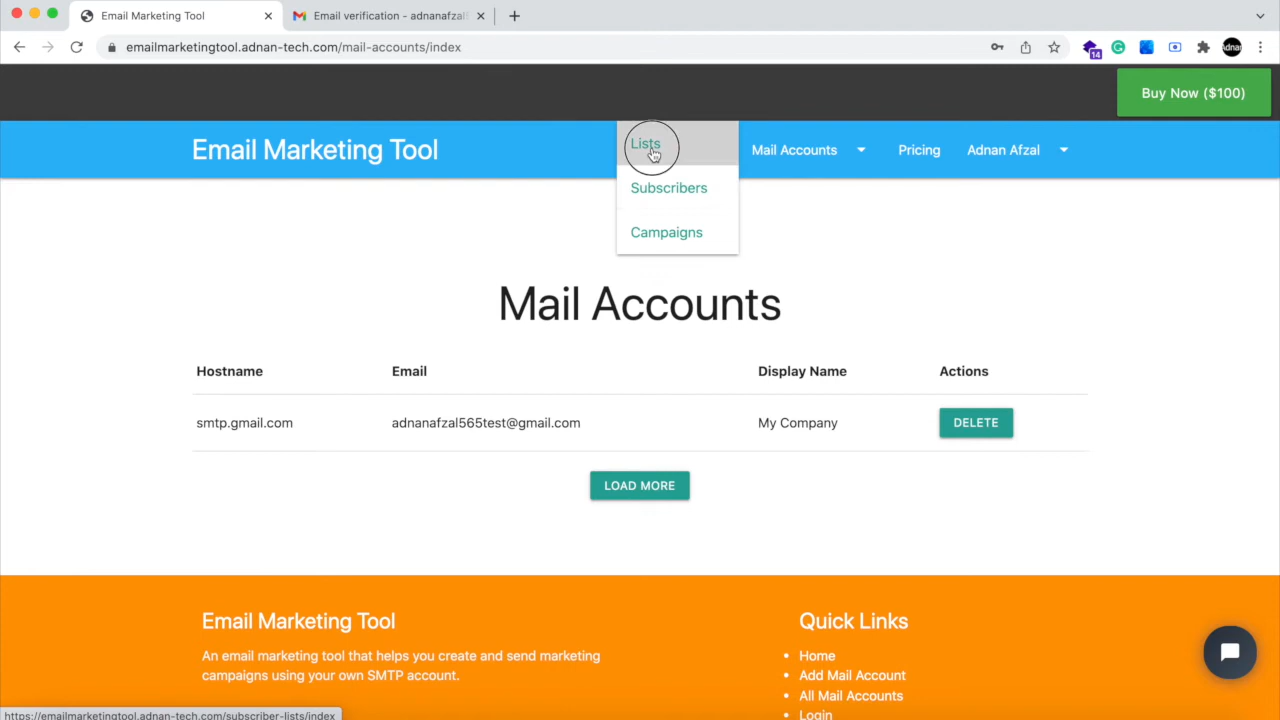 Email Marketing Tool
Email verification - adnanafzal
emailmarketingtool.adnan-tech.com/mail-accounts/index
14
Adnan
Buy Now ($100)
Email Marketing Tool
Lists
Subscribers
Campaigns
Mail Accounts
Pricing
Adnan Afzal
Mail Accounts
Hostname Email Display Name Actions
smtp.gmail.com adnanafzal565test@gmail.com My Company DELETE
LOAD MORE
Email Marketing Tool
An email marketing tool that helps you create and send marketing
campaigns using your own SMTP account.
Quick Links
• Home
• Add Mail Account
• All Mail Accounts
• Login
https://emailmarketingtool.adnan-tech.com/subscriber-lists/index